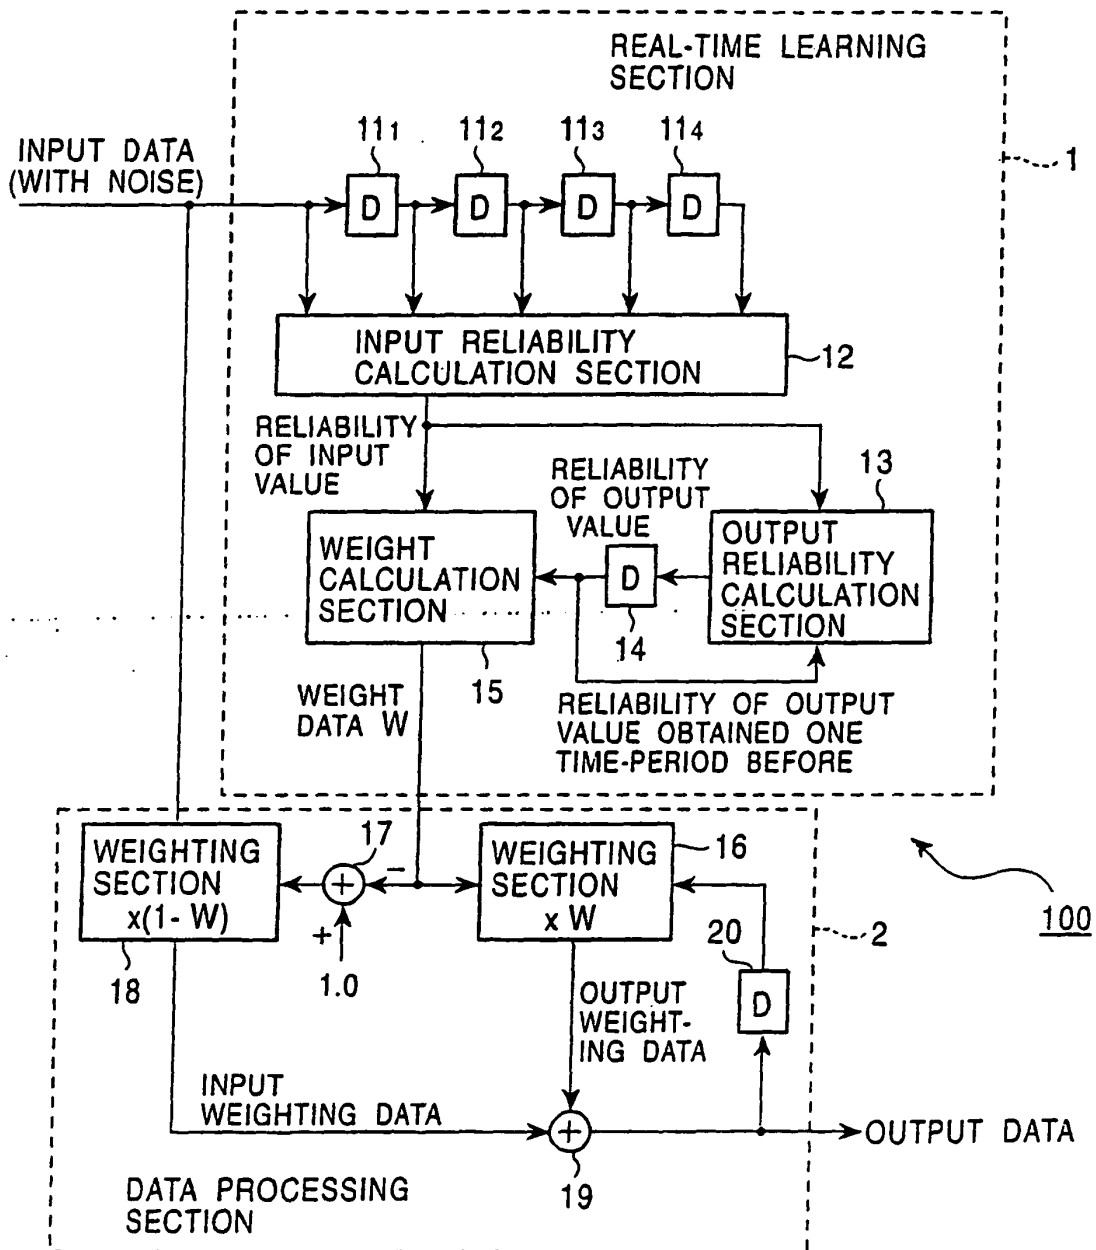 REAL-TIME LEARNING
SECTION
1
INPUT DATA
(WITH NOISE)
11₁
11₂
11₃
11₄
D
D
D
D
INPUT RELIABILITY
CALCULATION SECTION
12
RELIABILITY
OF INPUT
VALUE
RELIABILITY
OF OUTPUT
VALUE
13
WEIGHT
CALCULATION
SECTION
15
D
14
OUTPUT
RELIABILITY
CALCULATION
SECTION
WEIGHT
DATA W
RELIABILITY OF OUTPUT
VALUE OBTAINED ONE
TIME-PERIOD BEFORE
WEIGHTING
SECTION
x(1- W)
18
17
+
−
+
1.0
WEIGHTING
SECTION
x W
16
20
D
2
100
OUTPUT
WEIGHT-
ING DATA
INPUT
WEIGHTING DATA
+
19
OUTPUT DATA
DATA PROCESSING
SECTION